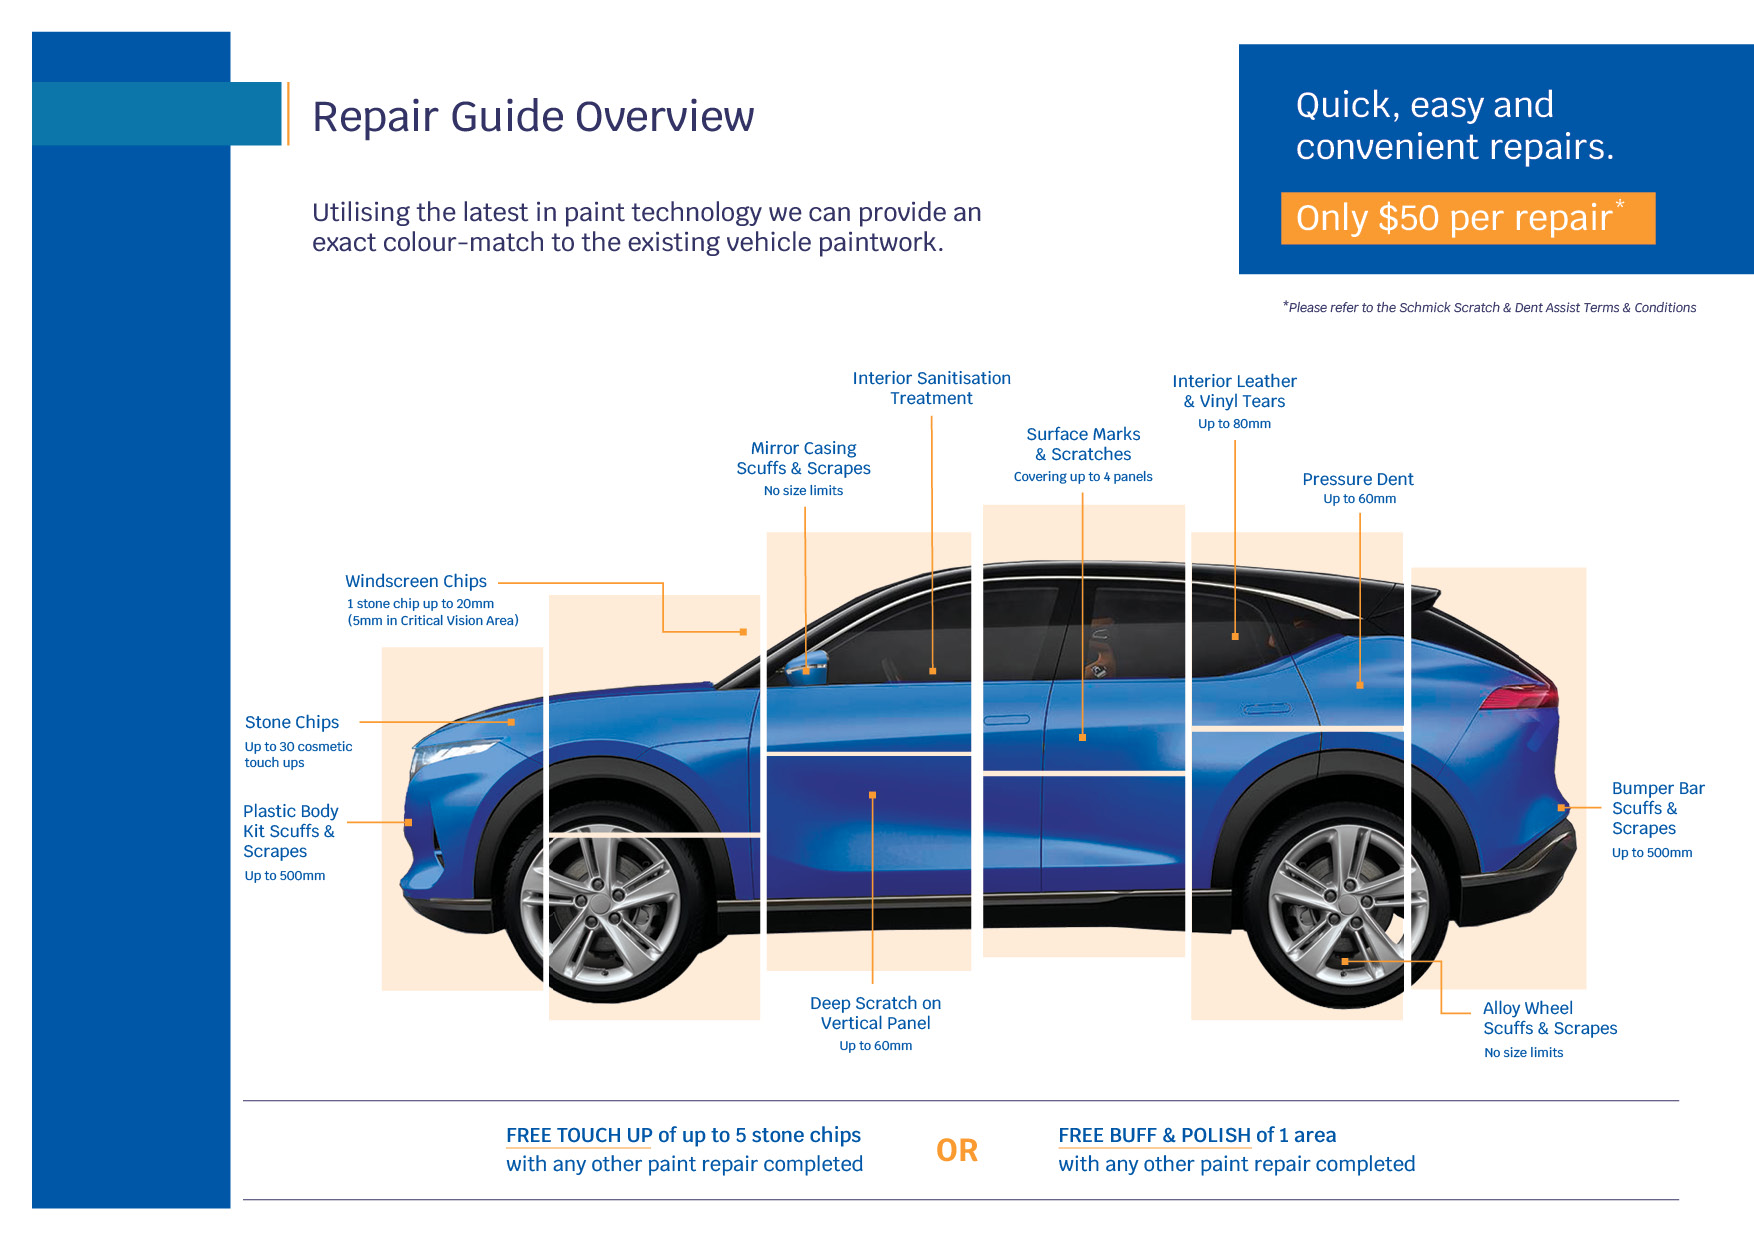 Repair Guide Overview
Utilising the latest in paint technology we can provide an
exact colour-match to the existing vehicle paintwork.
Quick, easy and
convenient repairs.
Only $50 per repair*
*Please refer to the Schmick Scratch & Dent Assist Terms & Conditions
Interior Sanitisation
Treatment
Interior Leather
& Vinyl Tears
Up to 80mm
Mirror Casing
Scuffs & Scrapes
No size limits
Surface Marks
& Scratches
Covering up to 4 panels
Pressure Dent
Up to 60mm
Windscreen Chips
1 stone chip up to 20mm
(5mm in Critical Vision Area)
Stone Chips
Up to 30 cosmetic
touch ups
Plastic Body
Kit Scuffs &
Scrapes
Up to 500mm
Bumper Bar
Scuffs &
Scrapes
Up to 500mm
Deep Scratch on
Vertical Panel
Up to 60mm
Alloy Wheel
Scuffs & Scrapes
No size limits
FREE TOUCH UP of up to 5 stone chips
with any other paint repair completed
OR
FREE BUFF & POLISH of 1 area
with any other paint repair completed